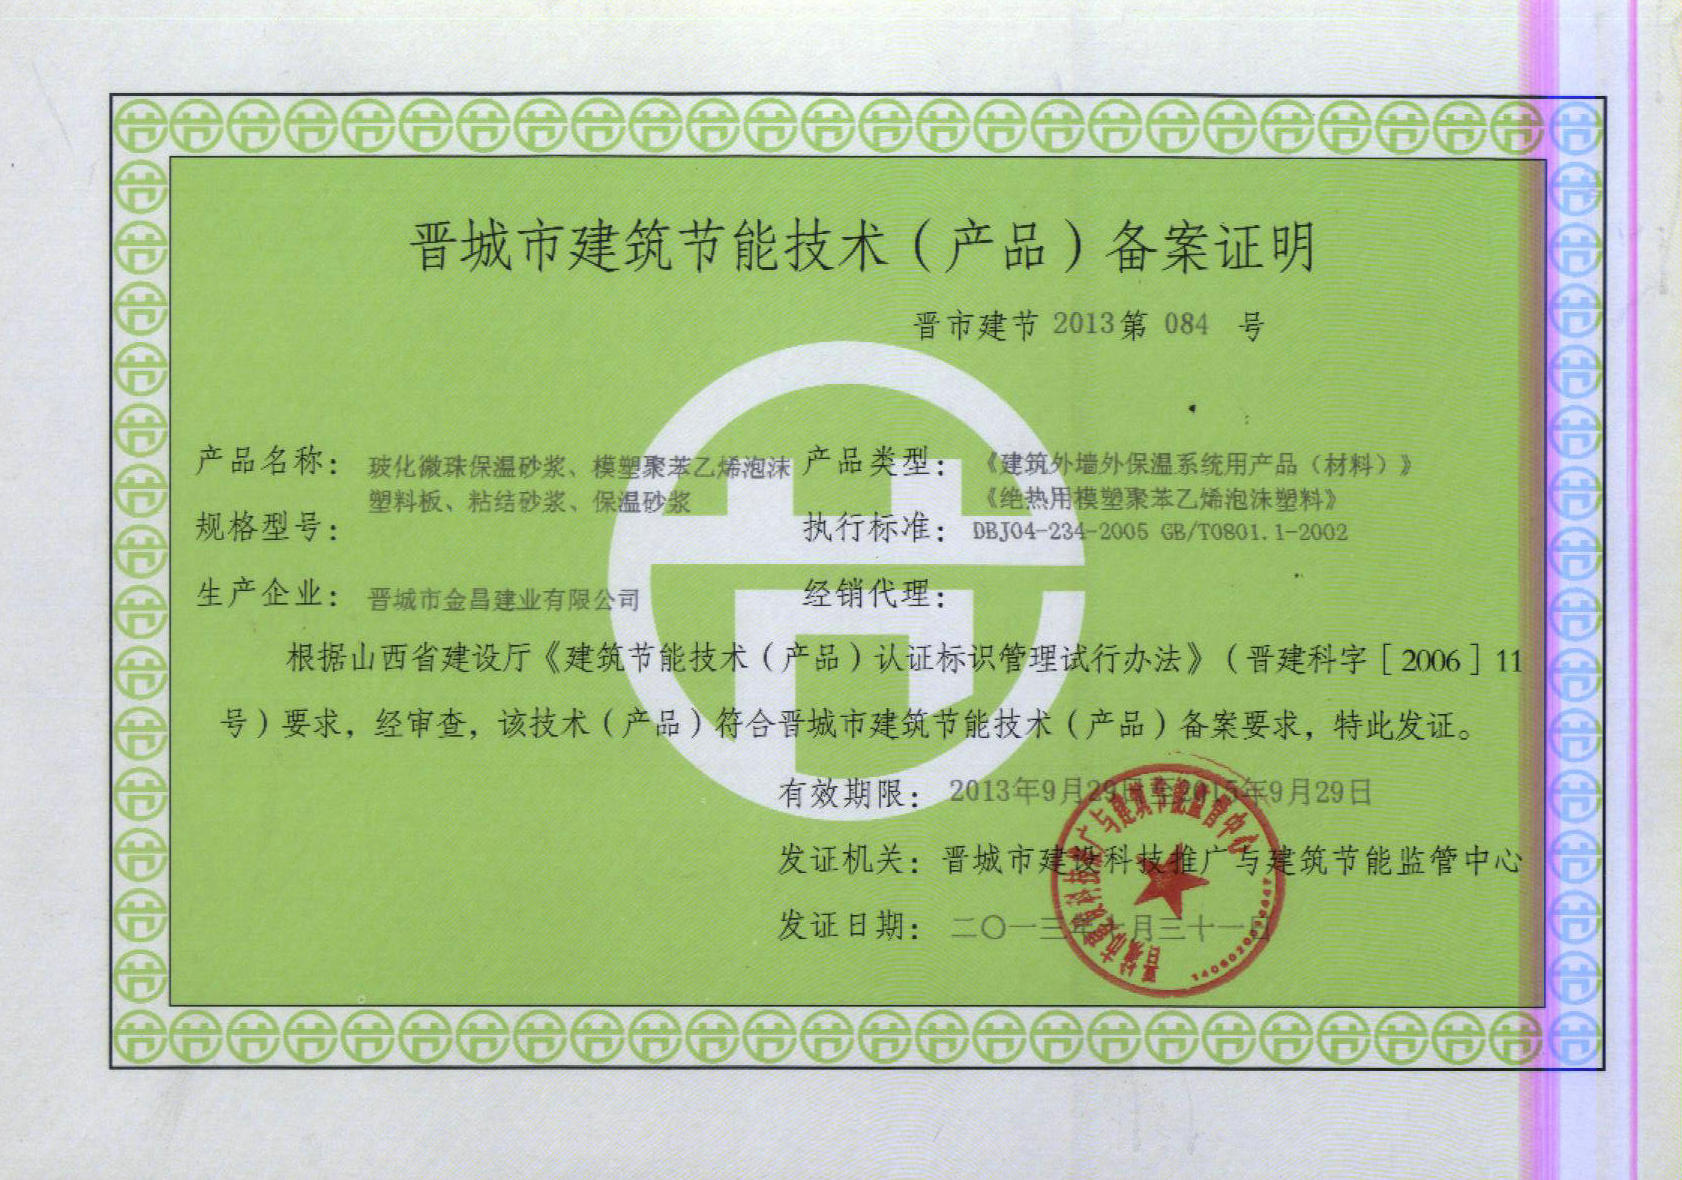 晋城市建筑节能技术（产品）备案证明
晋市建节 2013第 084 号
产品名称： 玻化微珠保温砂浆、模塑聚苯乙烯泡沫
塑料板、粘结砂浆、保温砂浆
产品类型： 《建筑外墙外保温系统用产品（材料）》
《绝热用模塑聚苯乙烯泡沫塑料》
规格型号：
执行标准： DBJ04-234-2005 GB/T0801.1-2002
生产企业： 晋城市金昌建业有限公司
经销代理：
根据山西省建设厅《建筑节能技术（产品）认证标识管理试行办法》（晋建科字［2006］11
号）要求，经审查，该技术（产品）符合晋城市建筑节能技术（产品）备案要求，特此发证。
有效期限： 2013年9月29日至2015年9月29日
发证机关：晋城市建设科技推广与建筑节能监管中心
发证日期： 二〇一三年 月三十一日
晋城市建设科技推广与建筑节能监管中心